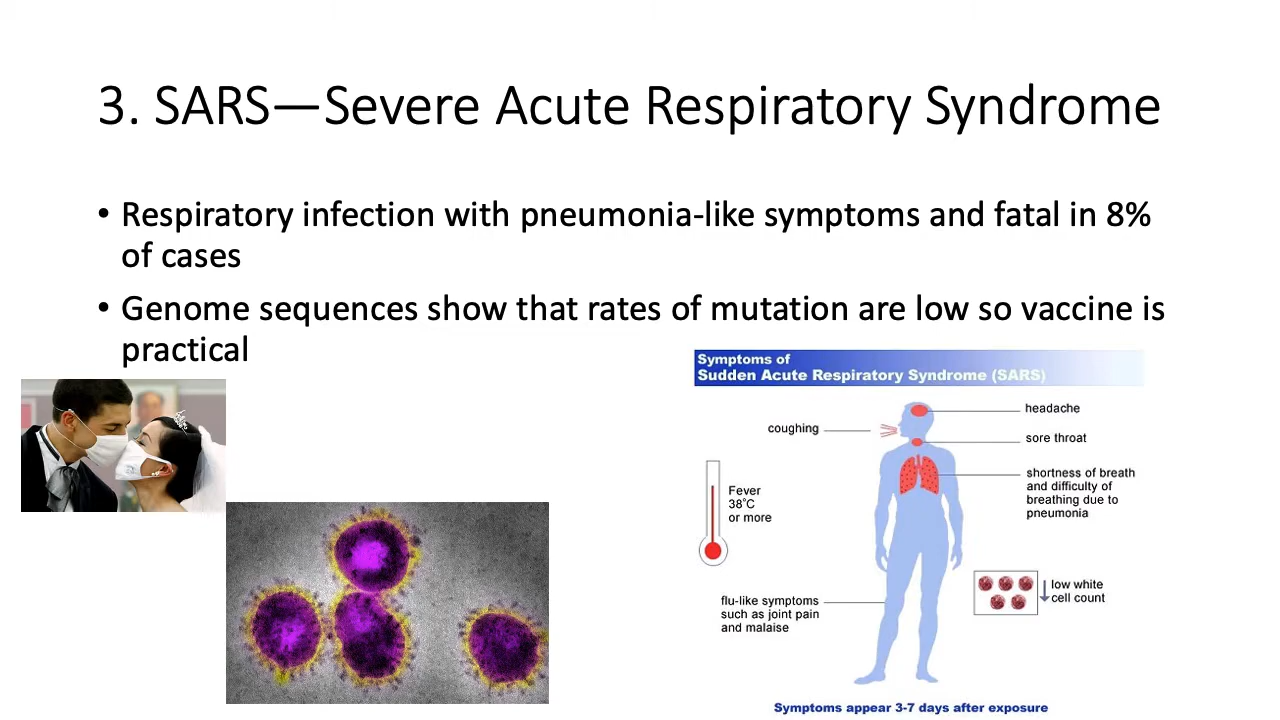 3. SARS—Severe Acute Respiratory Syndrome
• Respiratory infection with pneumonia-like symptoms and fatal in 8%
of cases
• Genome sequences show that rates of mutation are low so vaccine is
practical
Symptoms of
Sudden Acute Respiratory Syndrome (SARS)
headache
coughing
sore throat
shortness of breath
and difficulty of
breathing due to
pneumonia
Fever
38°C
or more
low white
cell count
flu-like symptoms
such as joint pain
and malaise
Symptoms appear 3-7 days after exposure